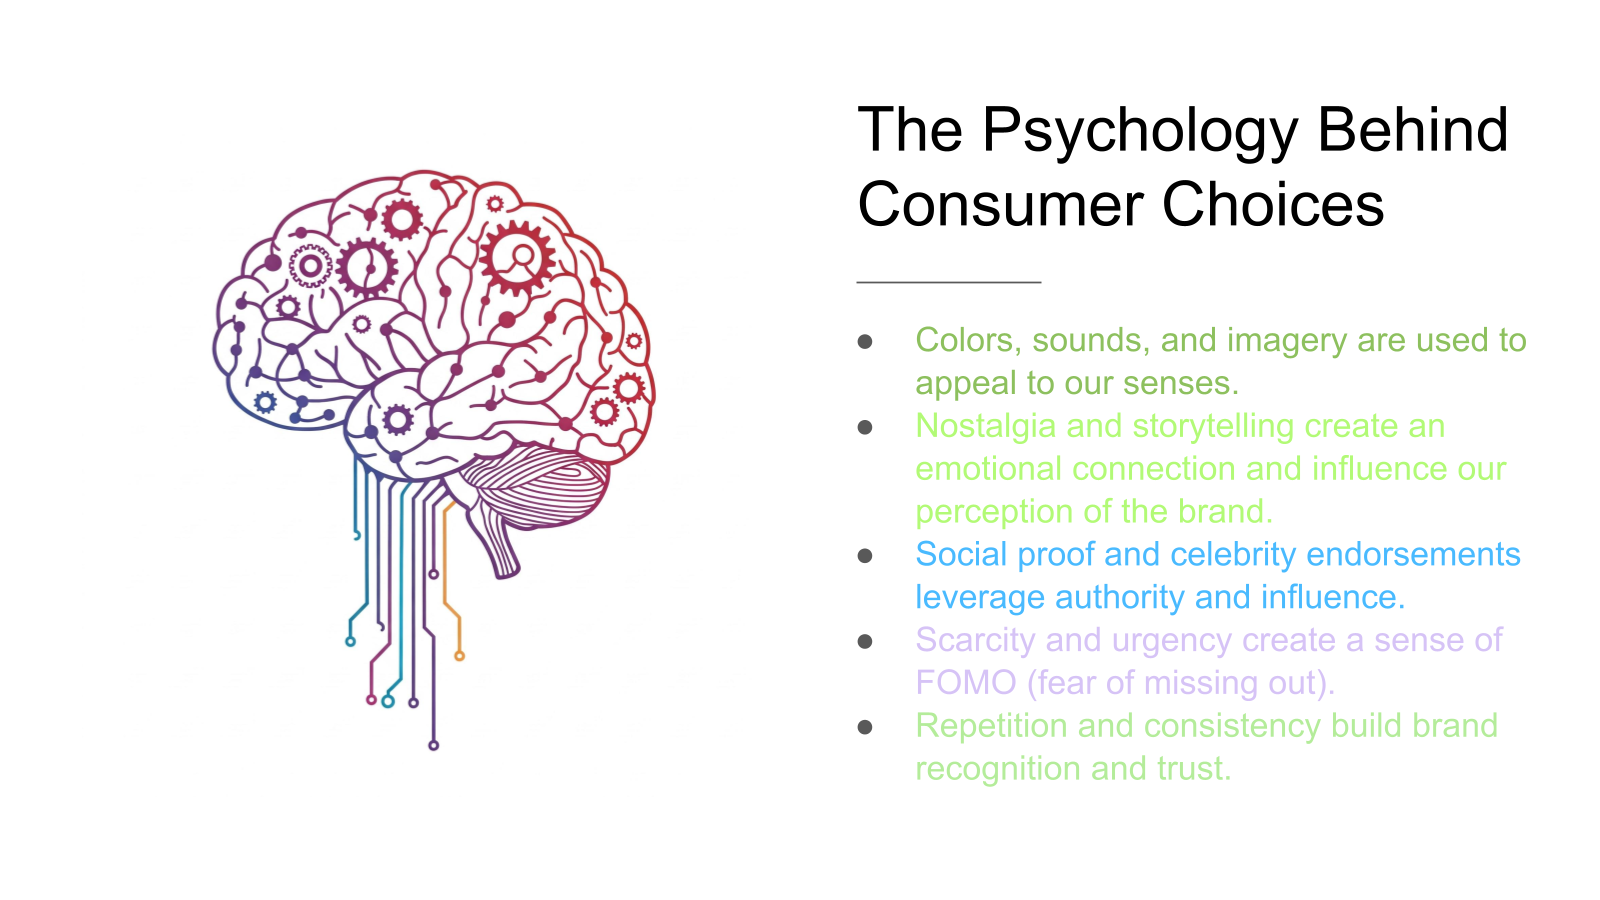 The Psychology Behind
Consumer Choices
● Colors, sounds, and imagery are used to
appeal to our senses.
● Nostalgia and storytelling create an
emotional connection and influence our
perception of the brand.
● Social proof and celebrity endorsements
leverage authority and influence.
● Scarcity and urgency create a sense of
FOMO (fear of missing out).
● Repetition and consistency build brand
recognition and trust.